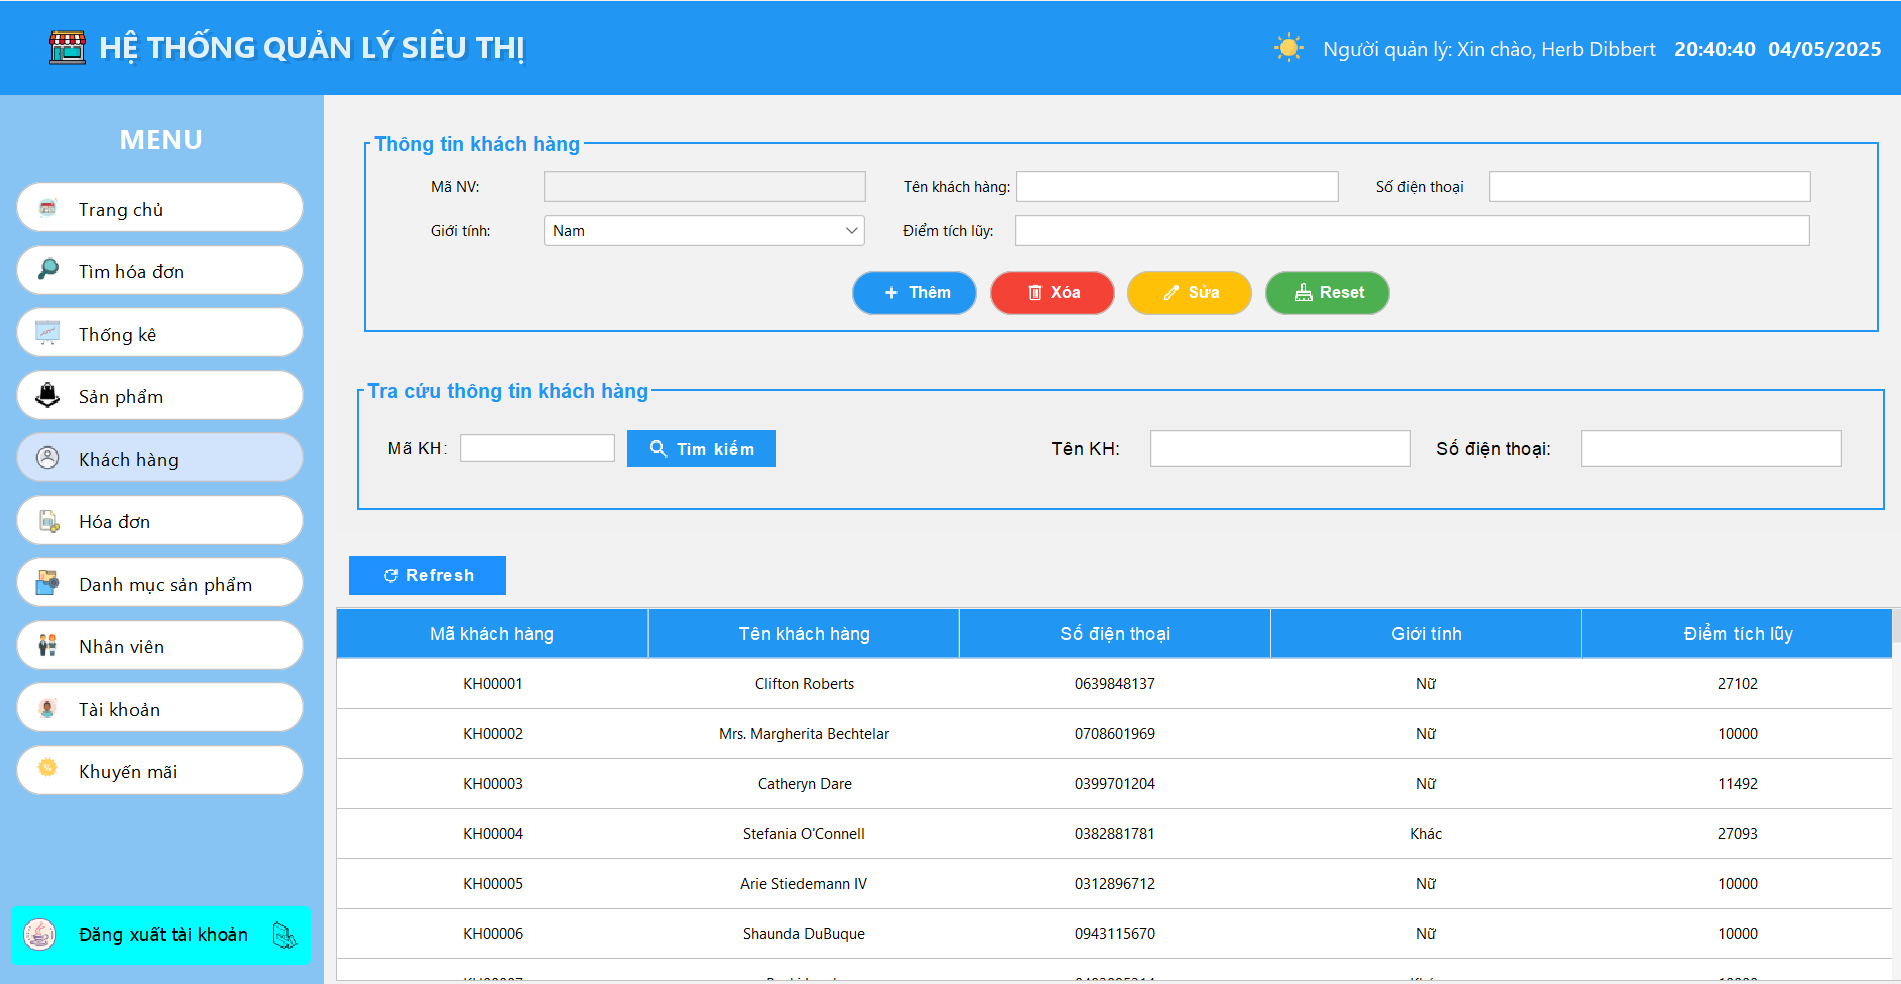 HỆ THỐNG QUẢN LÝ SIÊU THỊ
Người quản lý: Xin chào, Herb Dibbert 20:40:40 04/05/2025
MENU
Trang chủ
Tìm hóa đơn
Thống kê
Sản phẩm
Khách hàng
Hóa đơn
Danh mục sản phẩm
Nhân viên
Tài khoản
Khuyến mãi
Đăng xuất tài khoản
Thông tin khách hàng
Mã NV: Tên khách hàng: Số điện thoại
Giới tính: Nam Điểm tích lũy:
Thêm Xóa Sửa Reset
Tra cứu thông tin khách hàng
Mã KH: Tìm kiếm Tên KH: Số điện thoại:
Refresh
Mã khách hàng Tên khách hàng Số điện thoại Giới tính Điểm tích lũy
KH00001 Clifton Roberts 0639848137 Nữ 27102
KH00002 Mrs. Margherita Bechtelar 0708601969 Nữ 10000
KH00003 Catheryn Dare 0399701204 Nữ 11492
KH00004 Stefania O'Connell 0382881781 Khác 27093
KH00005 Arie Stiedemann IV 0312896712 Nữ 10000
KH00006 Shaunda DuBuque 0943115670 Nữ 10000